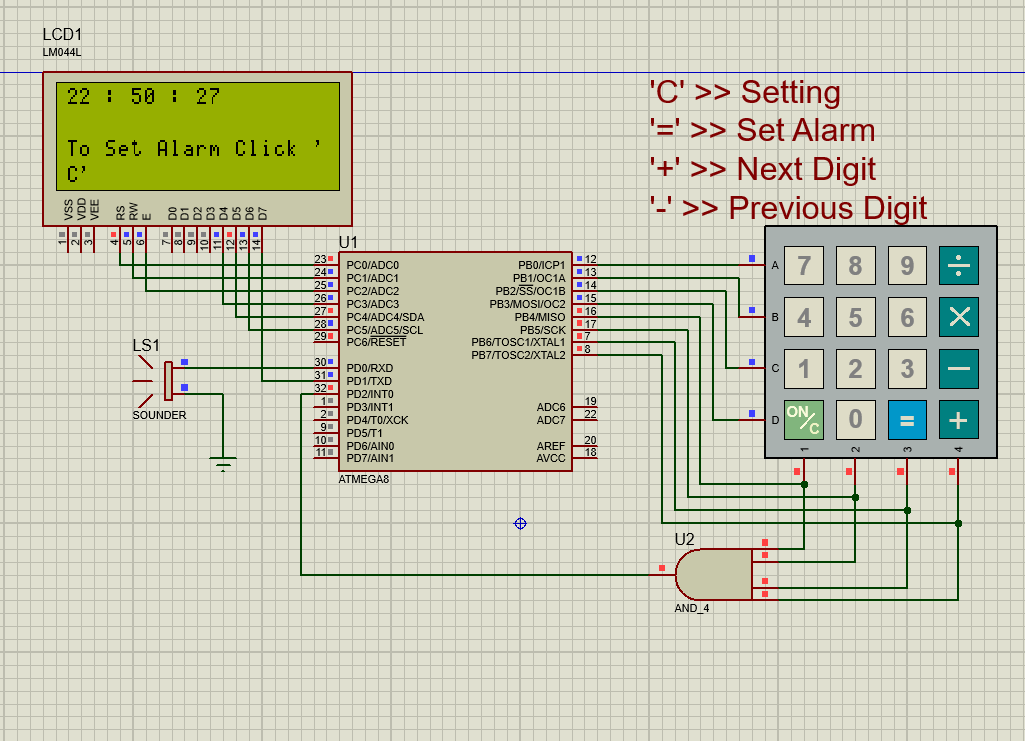 LCD1
LM044L
22 : 50 : 27
To Set Alarm Click '
C'
VSS VDD VEE RS RW E D0 D1 D2 D3 D4 D5 D6 D7
1 2 3 4 5 6 7 8 9 10 11 12 13 14
'C' >> Setting
'=' >> Set Alarm
'+' >> Next Digit
'-' >> Previous Digit
U1
23 PC0/ADC0 PB0/ICP1 12
24 PC1/ADC1 PB1/OC1A 13
25 PC2/ADC2 PB2/SS/OC1B 14
26 PC3/ADC3 PB3/MOSI/OC2 15
27 PC4/ADC4/SDA PB4/MISO 16
28 PC5/ADC5/SCL PB5/SCK 17
29 PC6/RESET PB6/TOSC1/XTAL1 7
PB7/TOSC2/XTAL2 8
30 PD0/RXD
31 PD1/TXD
32 PD2/INT0
1 PD3/INT1 ADC6 19
2 PD4/T0/XCK ADC7 22
9 PD5/T1
10 PD6/AIN0 AREF 20
11 PD7/AIN1 AVCC 18
ATMEGA8
LS1
SOUNDER
A 7 8 9 ÷
B 4 5 6 ×
C 1 2 3 −
D ON/C 0 = +
1 2 3 4
U2
AND_4